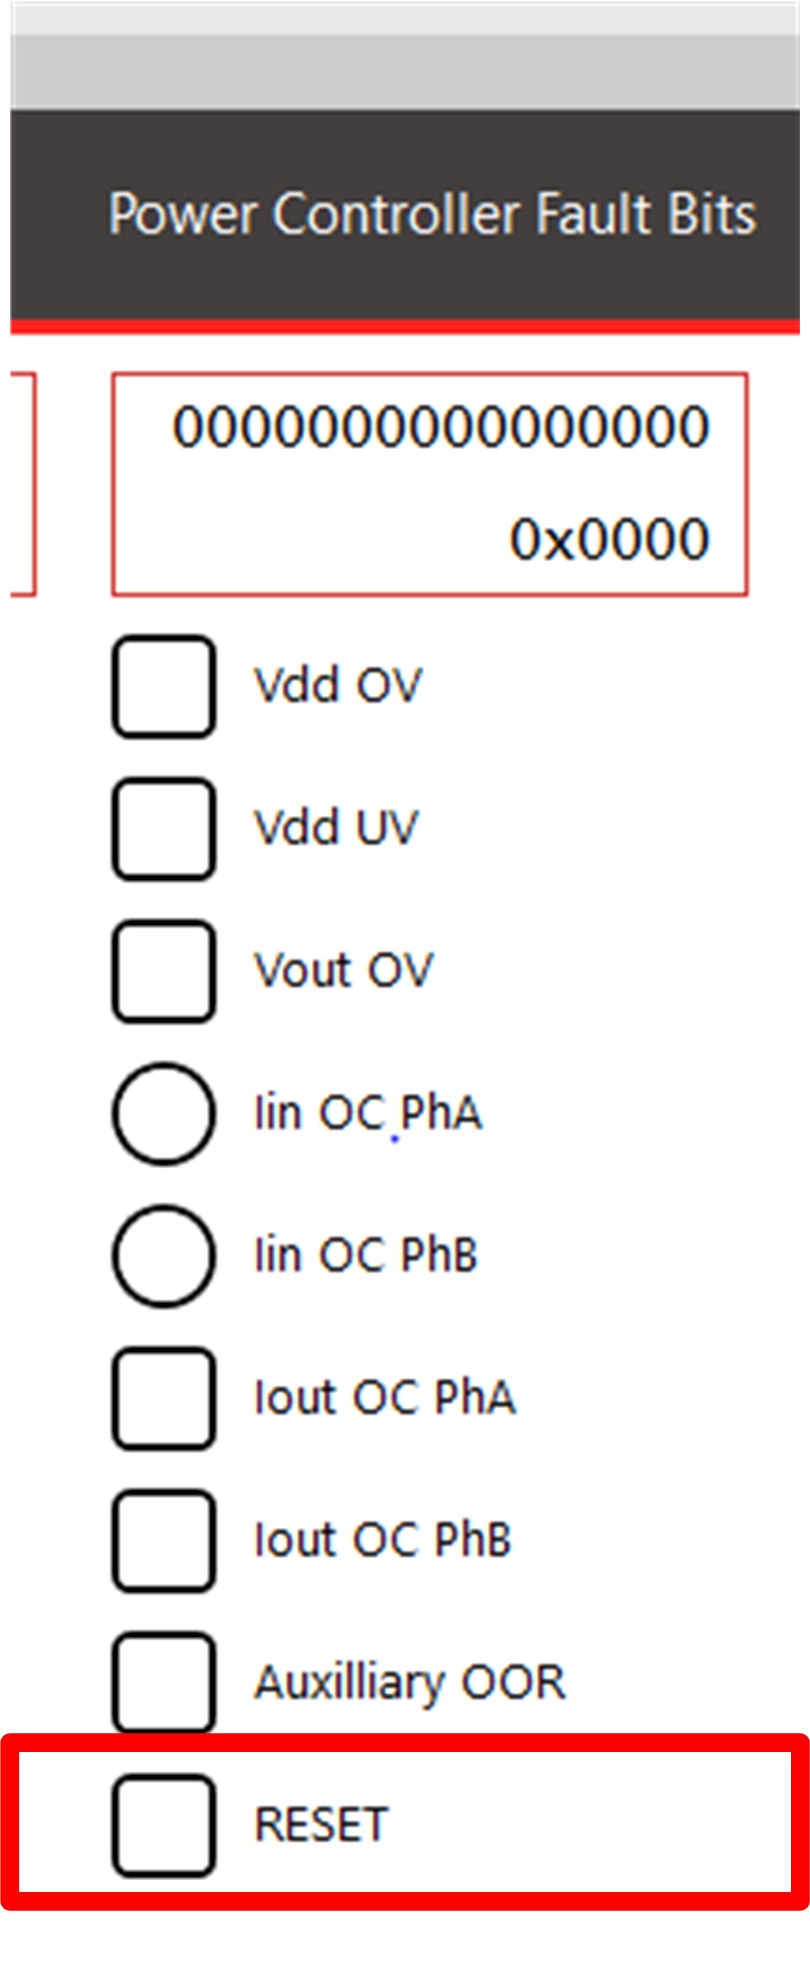 Power Controller Fault Bits
0000000000000000
0x0000
Vdd OV
Vdd UV
Vout OV
Iin OC PhA
Iin OC PhB
Iout OC PhA
Iout OC PhB
Auxilliary OOR
RESET